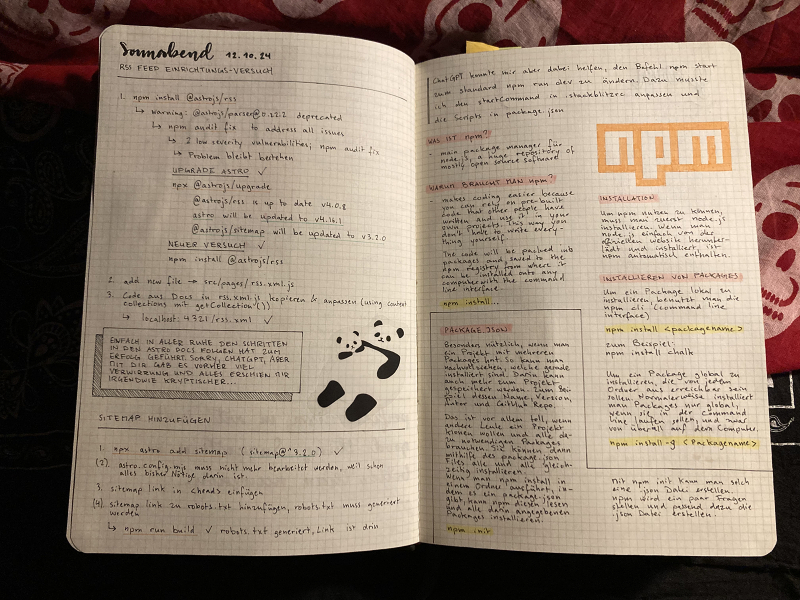 Sonnabend 12.10.24
RSS FEED EINRICHTUNGS-VERSUCH
1. npm install @astrojs/rss
↳ warning: @astrojs/parser@0.22.2 deprecated
↳ npm audit fix to address all issues
↳ 2 low severity vulnerabilities; npm audit fix
↳ Problem bleibt bestehen
UPGRADE ASTRO ✓
npx @astrojs/upgrade
@astrojs/rss is up to date v4.0.8
astro will be updated to v4.16.1
@astrojs/sitemap will be updated to v3.2.0
NEUER VERSUCH ✓
npm install @astrojs/rss
2. add new file → src/pages/rss.xml.js
3. Code aus Docs in rss.xml.js kopieren & anpassen (using content
collections mit getCollection())
↳ localhost:4321/rss.xml ✓
EINFACH IN ALLER RUHE DEN SCHRITTEN
IN DEN ASTRO DOCS FOLGEN HAT ZUM
ERFOLG GEFÜHRT. SORRY, CHATGPT, ABER
MIT DIR GAB ES VORHER VIEL
VERWIRRUNG UND ALLES ERSCHIEN MIR
IRGENDWIE KRYPTISCHER...
SITEMAP HINZUFÜGEN
1. npx astro add sitemap (sitemap@^3.2.0) ✓
(2). astro.config.mjs muss nicht mehr bearbeitet werden, weil schon
alles bisher Nötige darin ist.
3. sitemap link in <head> einfügen
(4). sitemap link zu robots.txt hinzufügen, robots.txt muss generiert
werden
↳ npm run build ✓ robots.txt generiert, Link ist drin
ChatGPT konnte mir aber dabei helfen, den Befehl npm start
zum standard npm run dev zu ändern. Dazu musste
ich den startCommand in .stackblitzrc anpassen und
die Scripts in package.json
WAS IST npm?
- main package manager für
node.js, a huge repository of
mostly open source software
WARUM BRAUCHT MAN npm?
- makes coding easier because
you can rely on pre-built
code that other people have
written and use it in your
own projects. This way you
don't have to write every-
thing yourself.
The code will be packed into
packages and saved to the
npm registry from where it
can be installed onto any
computer with the command
line interface.
npm install...
PACKAGE.JSON
Besonders nützlich, wenn man
ein Projekt mit mehreren
Packages hat. So kann man
nachvollziehen, welche gerade
installiert sind. Darin kann
auch mehr zum Projekt
gespeichert werden. Zum Bei-
spiel dessen Name, Version,
Autor und GitHub Repo.
Das ist vor allem toll, wenn
andere Leute ein Projekt
klonen wollen und alle da-
zu notwendigen Packages
brauchen. Sie können dann
mithilfe des package.json
Files alle und alle gleich-
zeitig installieren.
Wenn man npm install in
einem Ordner ausführt, in
dem es ein package.json
gibt, kann npm diesen lesen
und alle darin angegebenen
Packages installieren.
npm init
npm
INSTALLATION
Um npm nutzen zu können,
muss man zuerst node.js
installieren. Wenn man
node.js einfach von der
offiziellen website herunter-
lädt und installiert, ist
npm automatisch enthalten.
INSTALLIEREN VON PACKAGES
Um ein Package lokal zu
installieren, benutzt man die
npm cli (command line
interface)
npm install <packagename>
zum Beispiel:
npm install chalk
Um ein Package global zu
installieren, die von jedem
Ordner aus erreichbar sein
sollen. Normalerweise installiert
man Packages nur global,
wenn sie in der Command
Line laufen sollen, und zwar
von überall auf dem Computer.
npm install -g <Packagename>
Mit npm init kann man solch
eine .json Datei erstellen.
npm wird ein paar Fragen
stellen und passend dazu die
.json Datei erstellen.